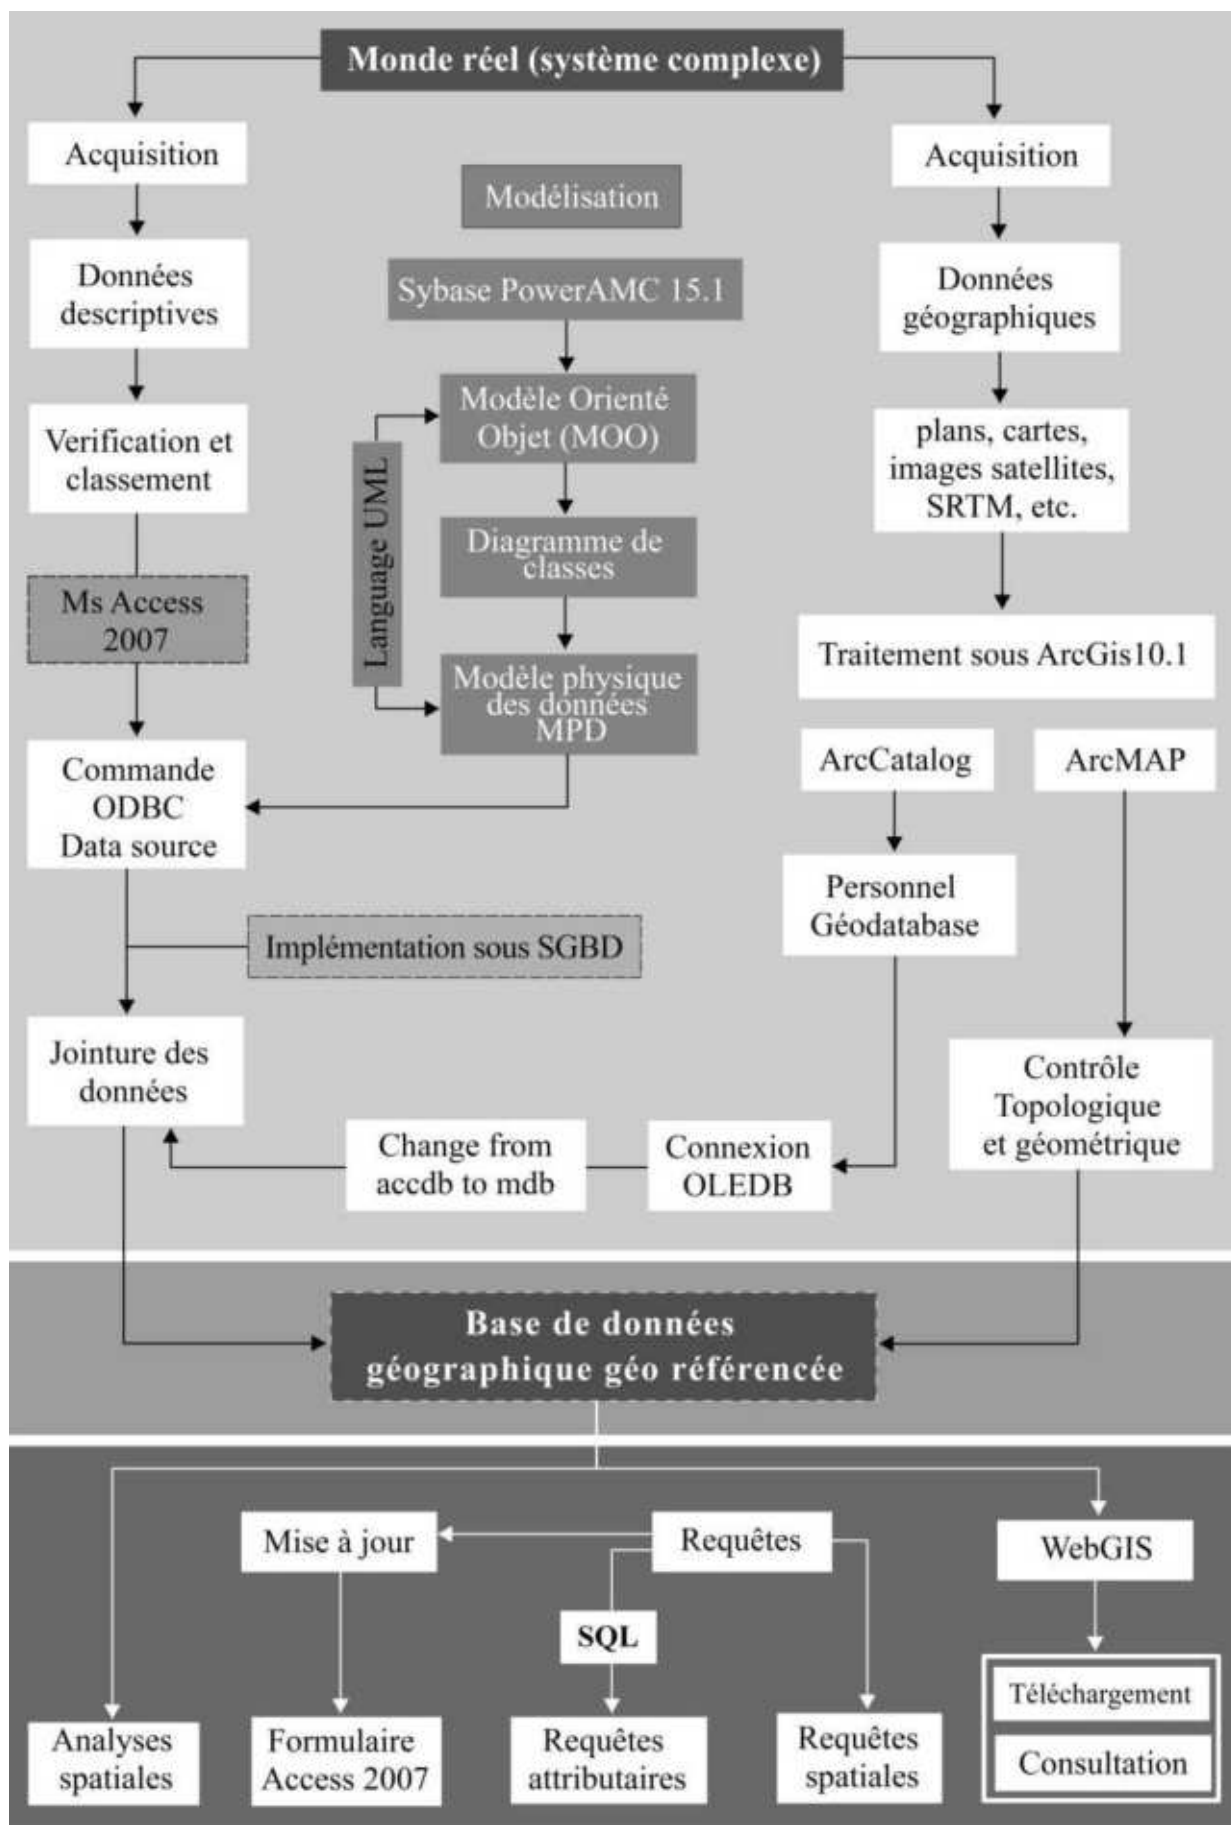 Monde réel (système complexe)
Acquisition
Données
descriptives
Verification et
classement
Ms Access
2007
Commande
ODBC
Data source
Implémentation sous SGBD
Jointure des
données
Modélisation
Sybase PowerAMC 15.1
Modèle Orienté
Objet (MOO)
Language UML
Diagramme de
classes
Modèle physique
des données
MPD
Acquisition
Données
géographiques
plans, cartes,
images satellites,
SRTM, etc.
Traitement sous ArcGis10.1
ArcCatalog
ArcMAP
Personnel
Géodatabase
Contrôle
Topologique
et géométrique
Connexion
OLEDB
Change from
accdb to mdb
Base de données
géographique géo référencée
Mise à jour
Requêtes
WebGIS
SQL
Analyses
spatiales
Formulaire
Access 2007
Requêtes
attributaires
Requêtes
spatiales
Téléchargement
Consultation